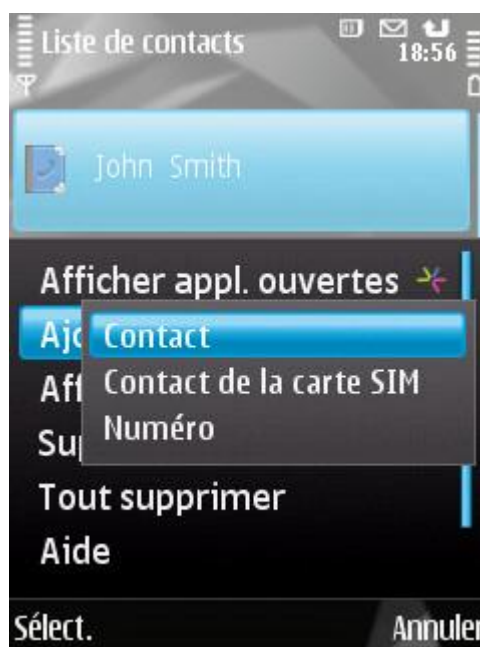 Liste de contacts
18:56
John Smith
Afficher appl. ouvertes
Contact
Contact de la carte SIM
Numéro
Tout supprimer
Aide
Sélect. Annuler